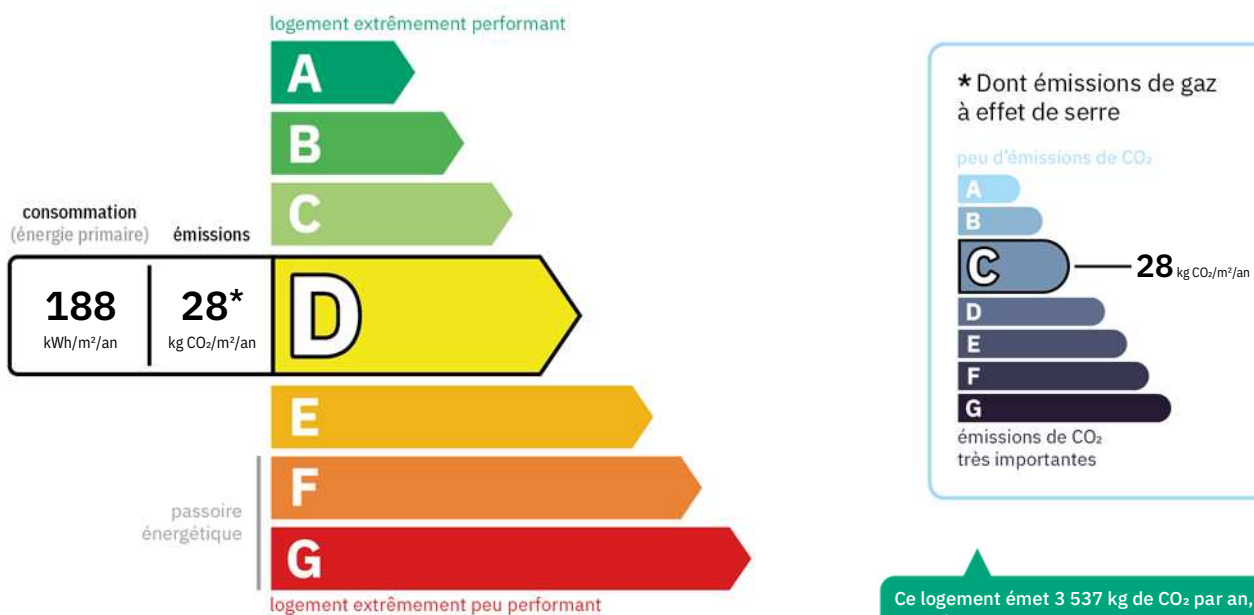 logement extrêmement performant
A
B
C
consommation
(énergie primaire) émissions
188 28*
kWh/m²/an kg CO₂/m²/an
D
E
F
passoire
énergétique
G
logement extrêmement peu performant
* Dont émissions de gaz
à effet de serre
peu d'émissions de CO₂
A
B
C 28 kg CO₂/m²/an
D
E
F
G
émissions de CO₂
très importantes
Ce logement émet 3 537 kg de CO₂ par an,